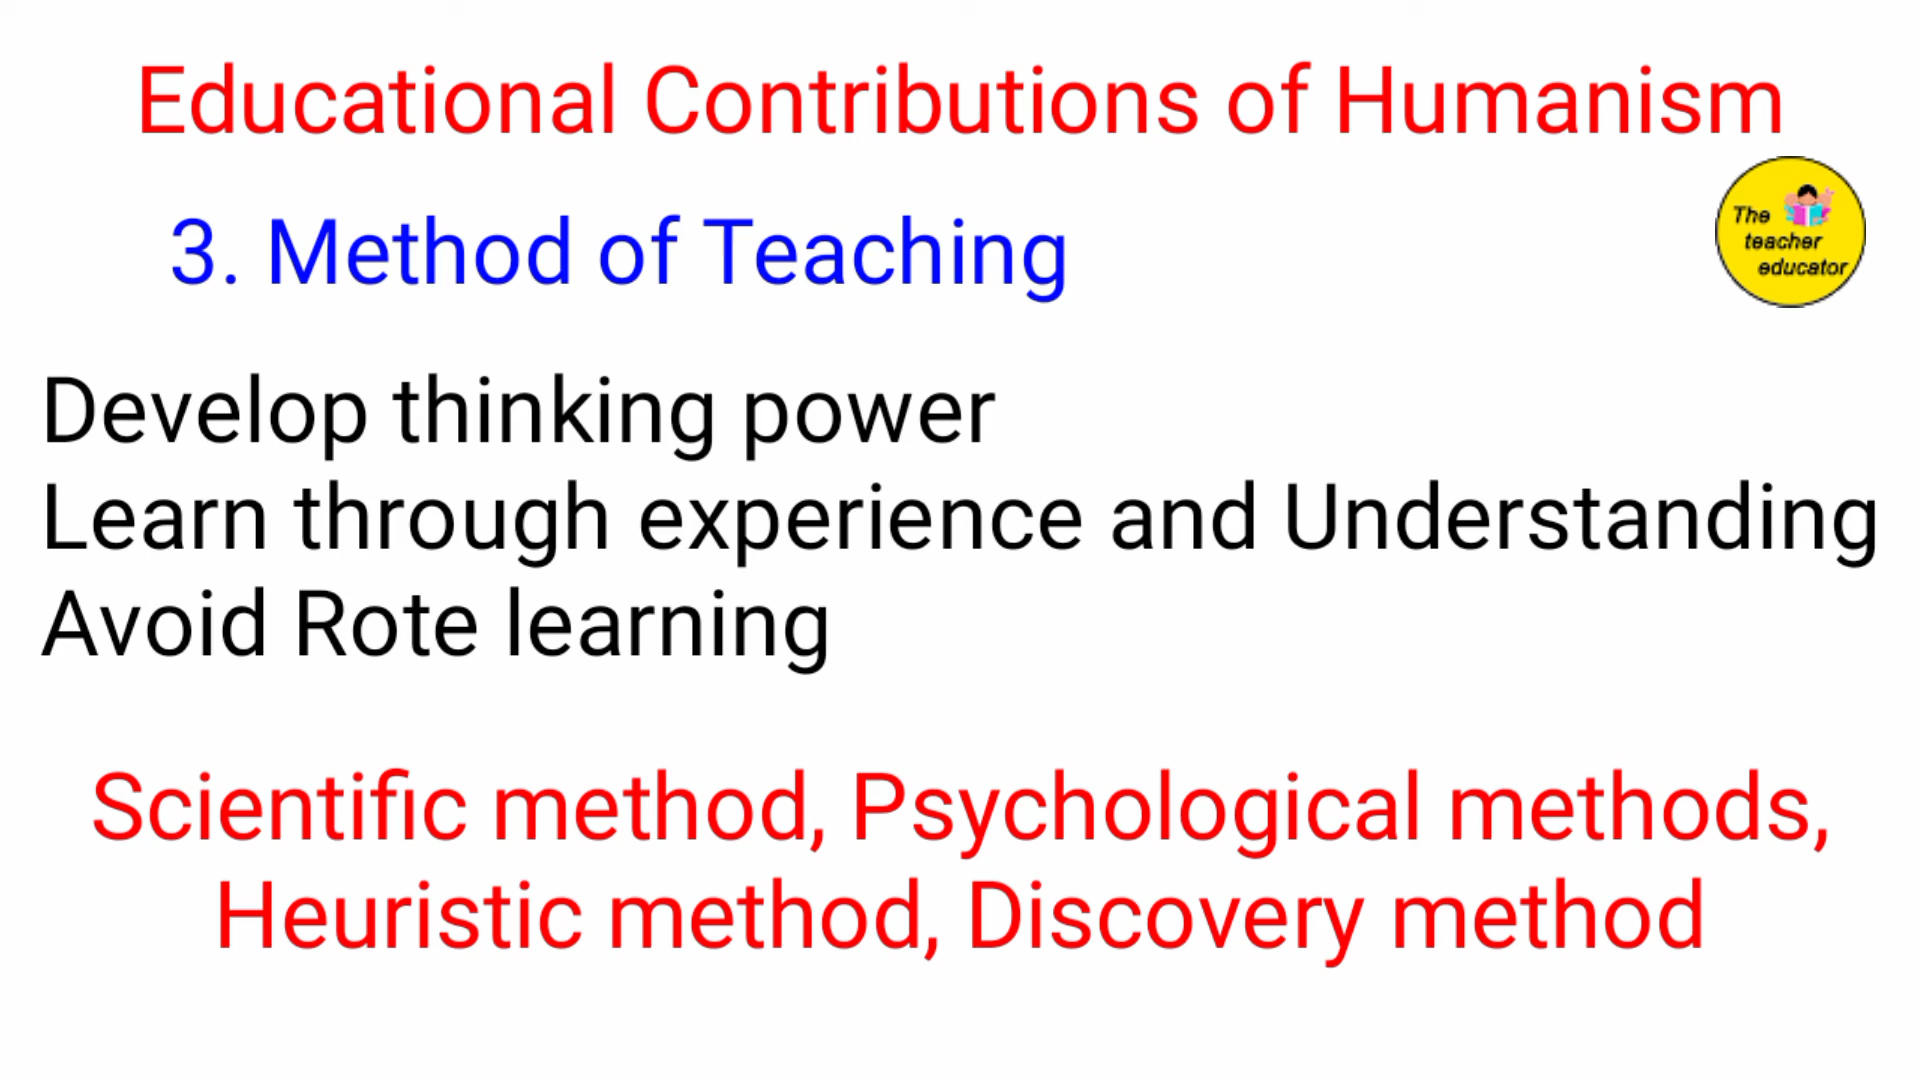 Educational Contributions of Humanism
3. Method of Teaching
The
teacher
educator
Develop thinking power
Learn through experience and Understanding
Avoid Rote learning
Scientific method, Psychological methods,
Heuristic method, Discovery method